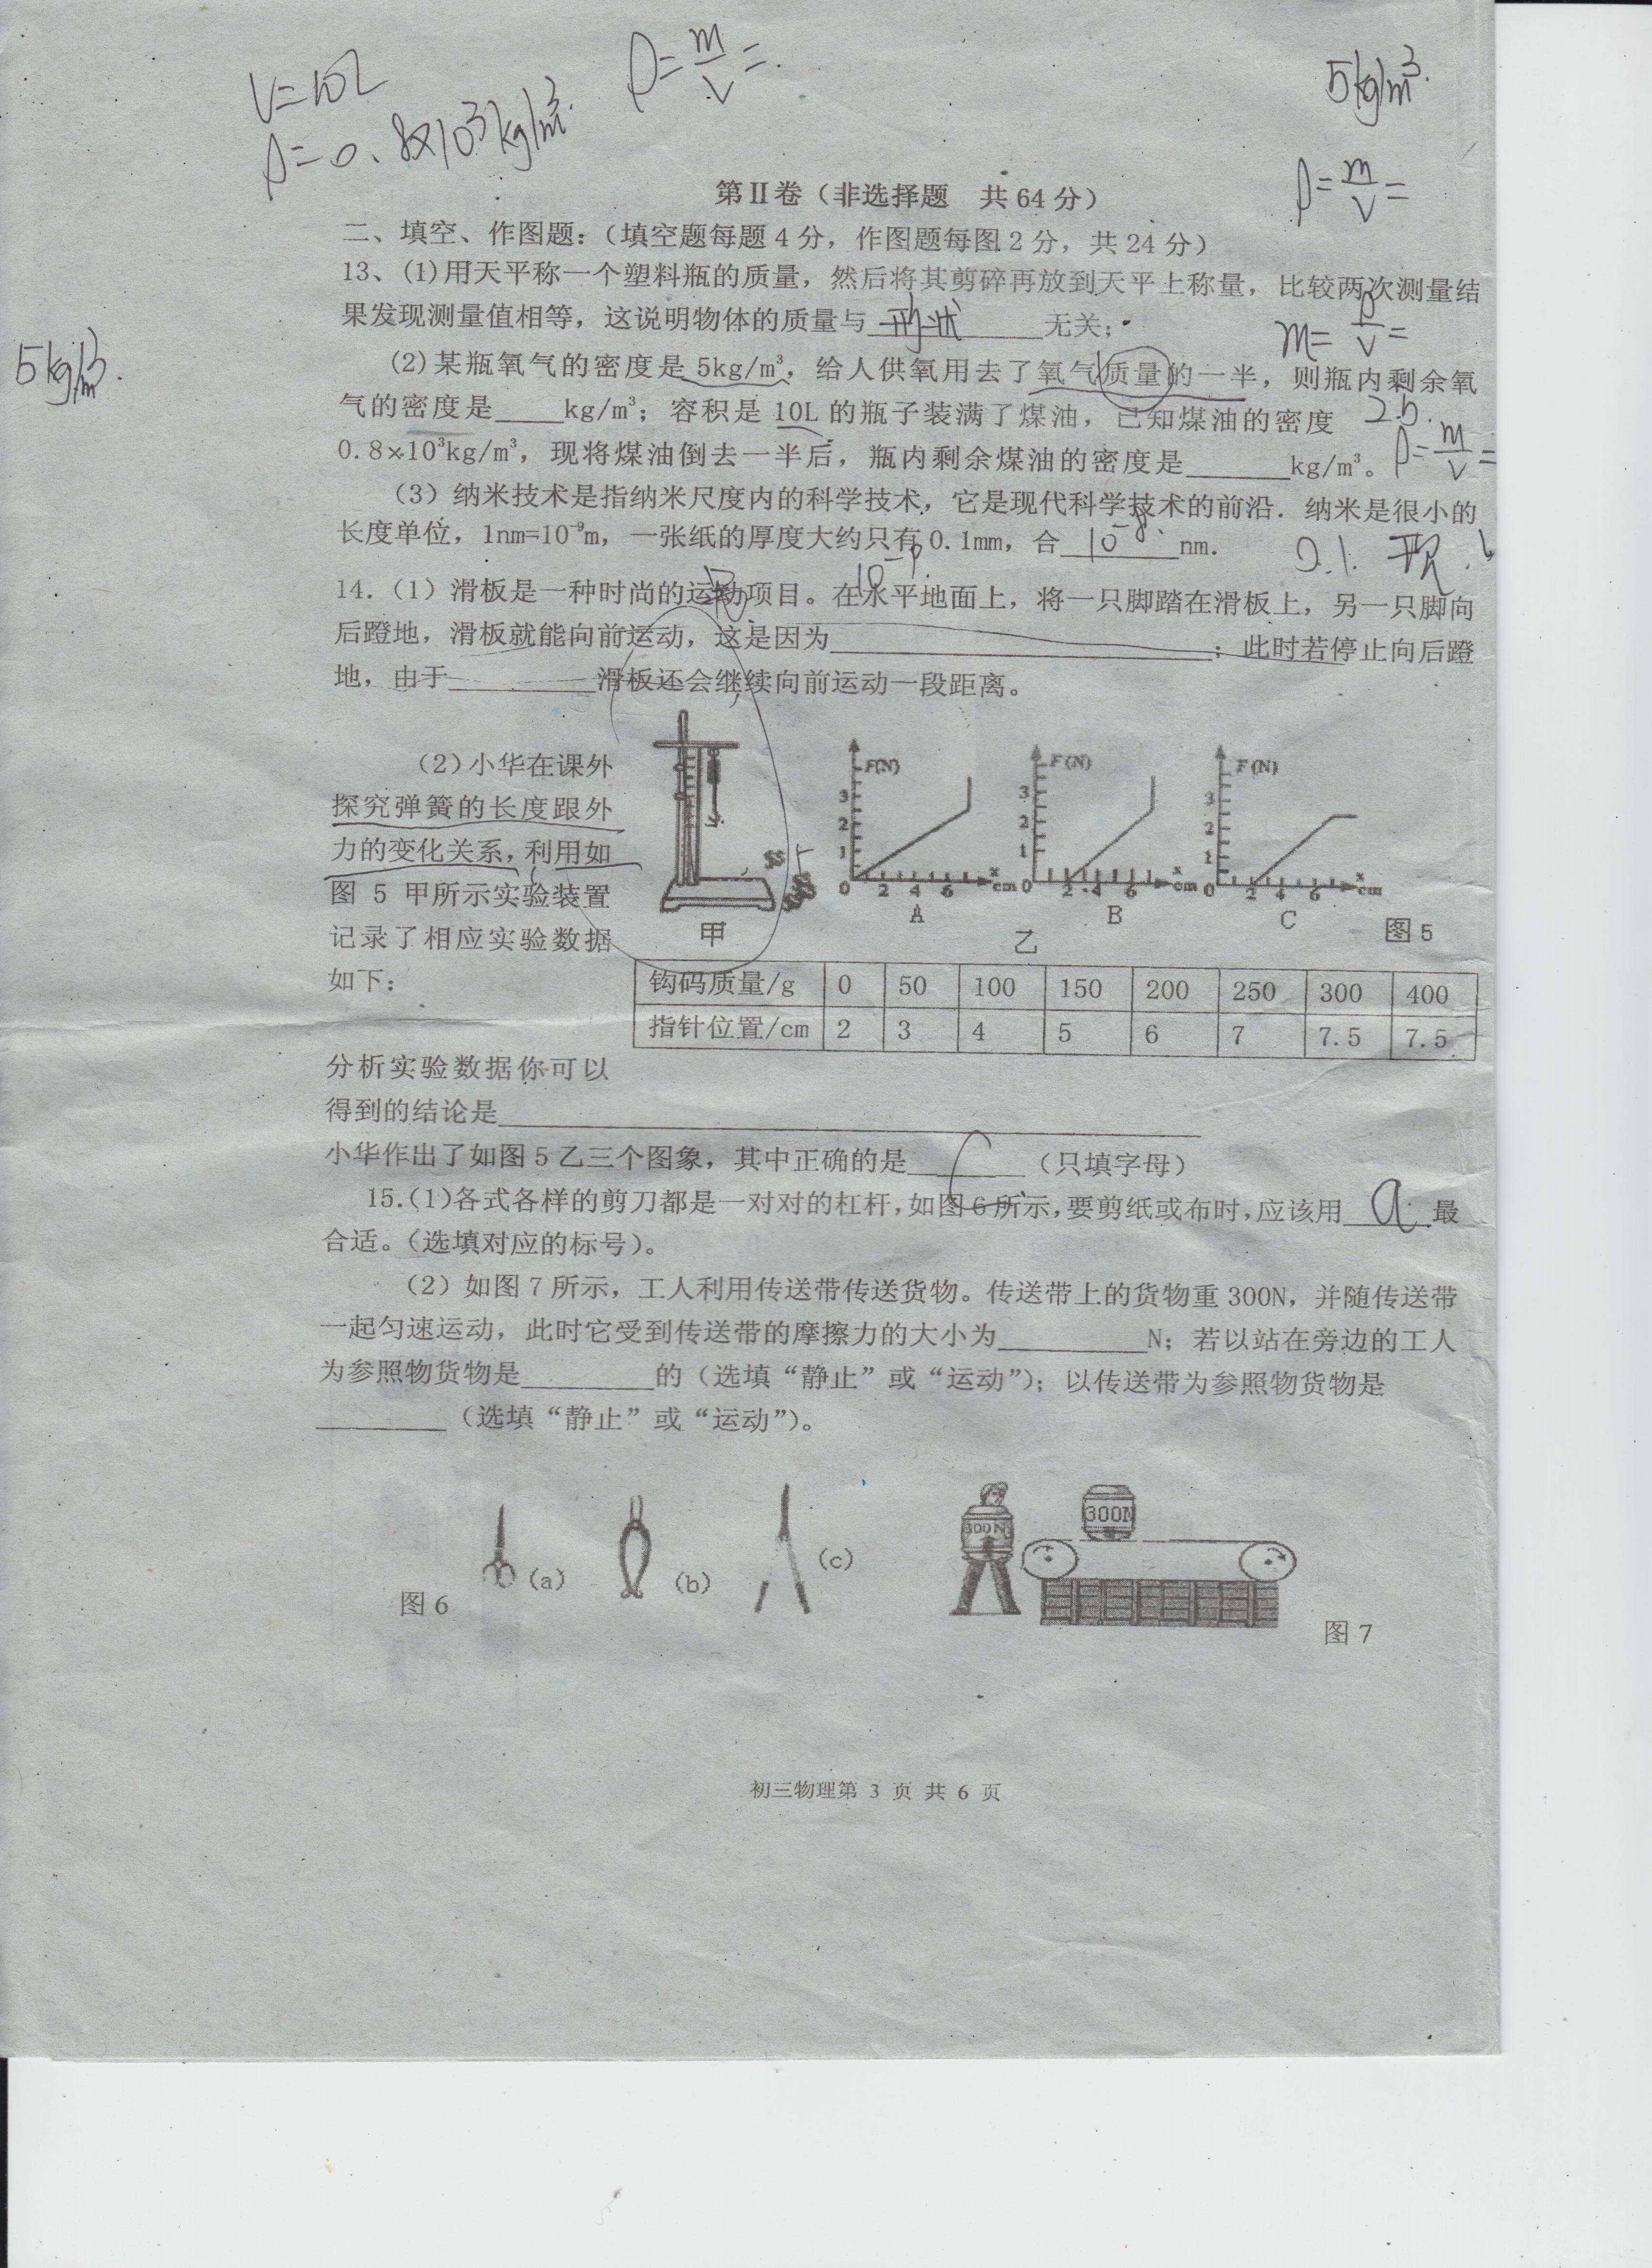 V=10L
ρ=0.8×10³kg/m³.
ρ=m/V=.
5kg/m³.
ρ=m/V=
第Ⅱ卷（非选择题 共64分）
二、填空、作图题：（填空题每题4分，作图题每图2分，共24分）
13、(1)用天平称一个塑料瓶的质量，然后将其剪碎再放到天平上称量，比较两次测量结
果发现测量值相等，这说明物体的质量与 形状 无关；
m=ρ/V=
5kg/m³.
(2)某瓶氧气的密度是5kg/m³，给人供氧用去了氧气质量的一半，则瓶内剩余氧
气的密度是____kg/m³；容积是10L的瓶子装满了煤油，已知煤油的密度
2.5.
0.8×10³kg/m³，现将煤油倒去一半后，瓶内剩余煤油的密度是______kg/m³。
ρ=m/V=
（3）纳米技术是指纳米尺度内的科学技术，它是现代科学技术的前沿．纳米是很小的
长度单位，1nm=10⁻⁹m，一张纸的厚度大约只有0.1mm，合 10⁻⁸. nm．
14．（1）滑板是一种时尚的运动项目。在水平地面上，将一只脚踏在滑板上，另一只脚向
后蹬地，滑板就能向前运动，这是因为______________________；此时若停止向后蹬
地，由于________滑板还会继续向前运动一段距离。
（2）小华在课外
探究弹簧的长度跟外
力的变化关系，利用如
图 5 甲所示实验装置
记录了相应实验数据
如下：
甲
F(N)
3
2
1
0 2 4 6 x cm
A
F(N)
3
2
1
0 2 4 6 x cm
B
F(N)
3
2
1
0 2 4 6 x cm
C
乙
图5
钩码质量/g 0 50 100 150 200 250 300 400
指针位置/cm 2 3 4 5 6 7 7.5 7.5
分析实验数据你可以
得到的结论是________________________________________
小华作出了如图5乙三个图象，其中正确的是 C （只填字母）
15.（1）各式各样的剪刀都是一对对的杠杆，如图6所示，要剪纸或布时，应该用 a 最
合适。（选填对应的标号）。
（2）如图7所示，工人利用传送带传送货物。传送带上的货物重300N，并随传送带
一起匀速运动，此时它受到传送带的摩擦力的大小为________N；若以站在旁边的工人
为参照物货物是________的（选填“静止”或“运动”）；以传送带为参照物货物是
________（选填“静止”或“运动”）。
图6
(a)
(b)
(c)
300N
300N
图7
初三物理第 3 页 共 6 页